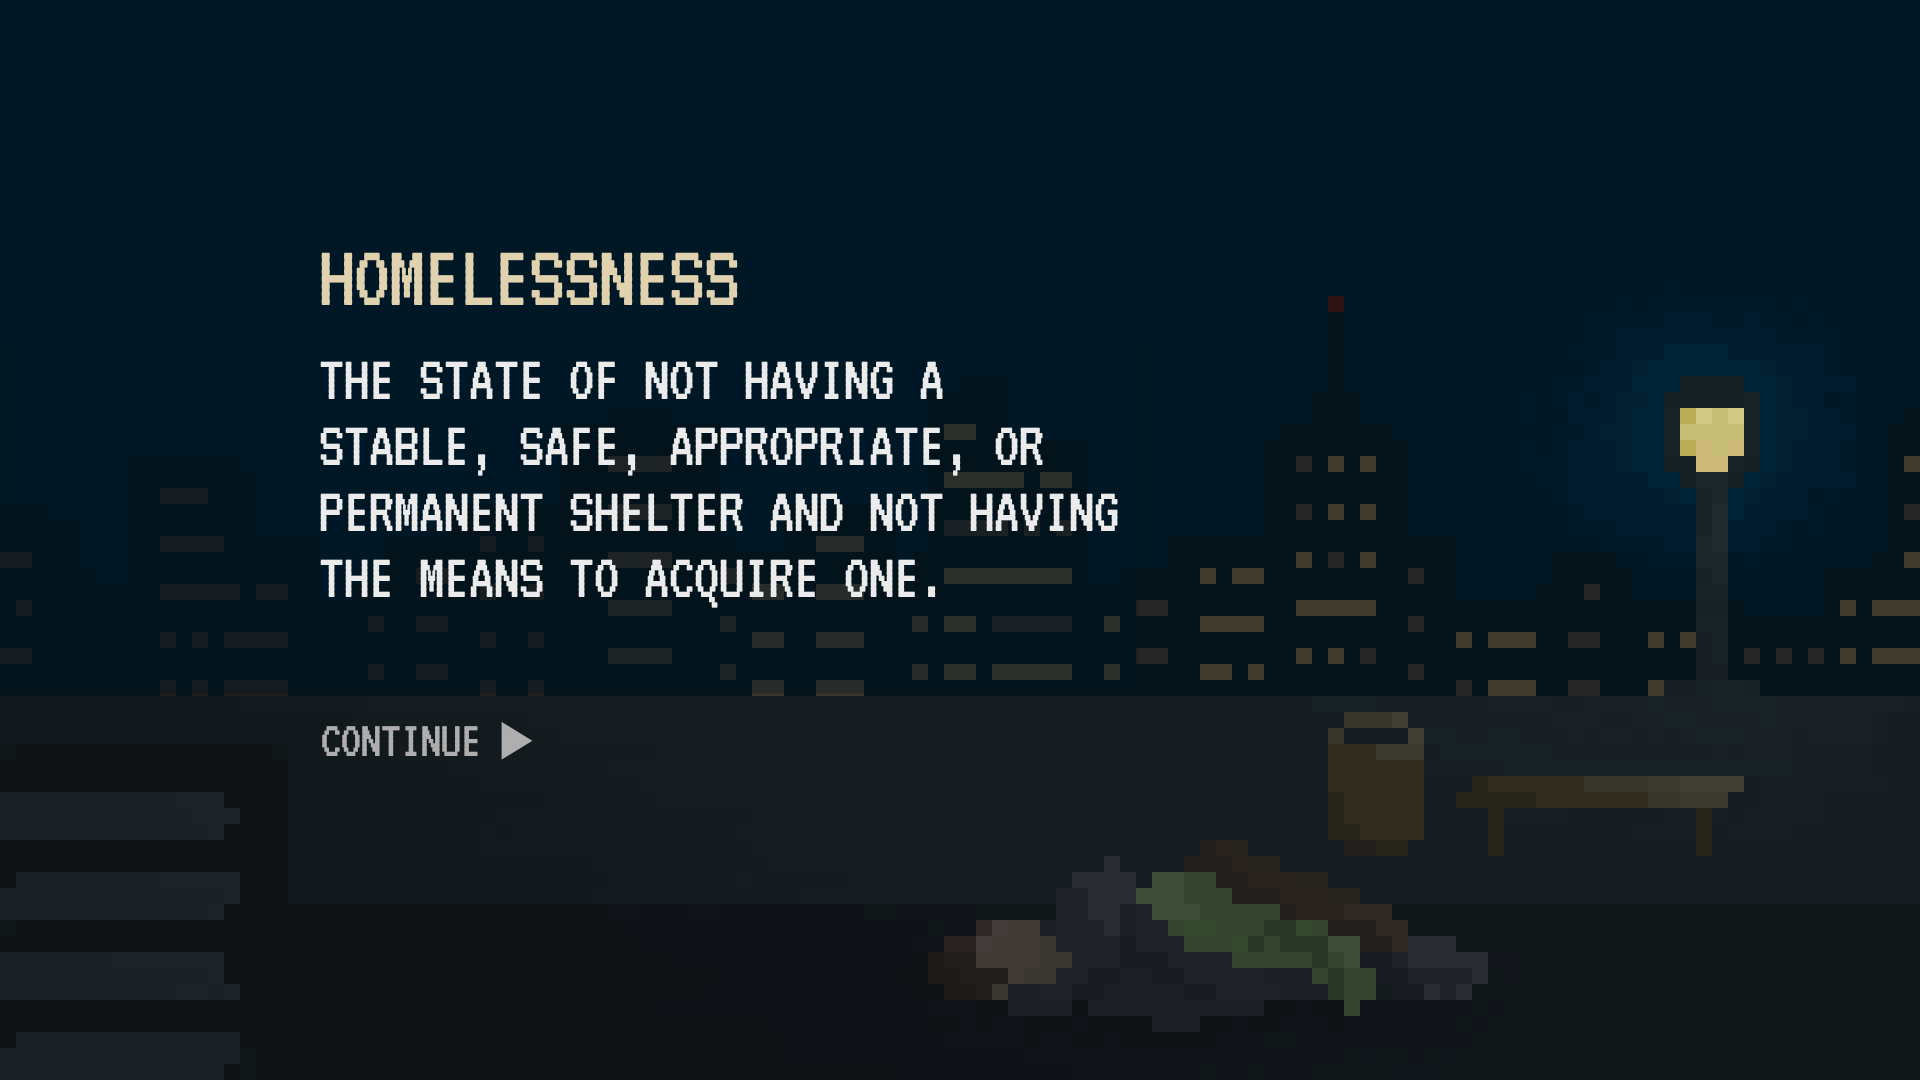 HOMELESSNESS
THE STATE OF NOT HAVING A
STABLE, SAFE, APPROPRIATE, OR
PERMANENT SHELTER AND NOT HAVING
THE MEANS TO ACQUIRE ONE.
CONTINUE